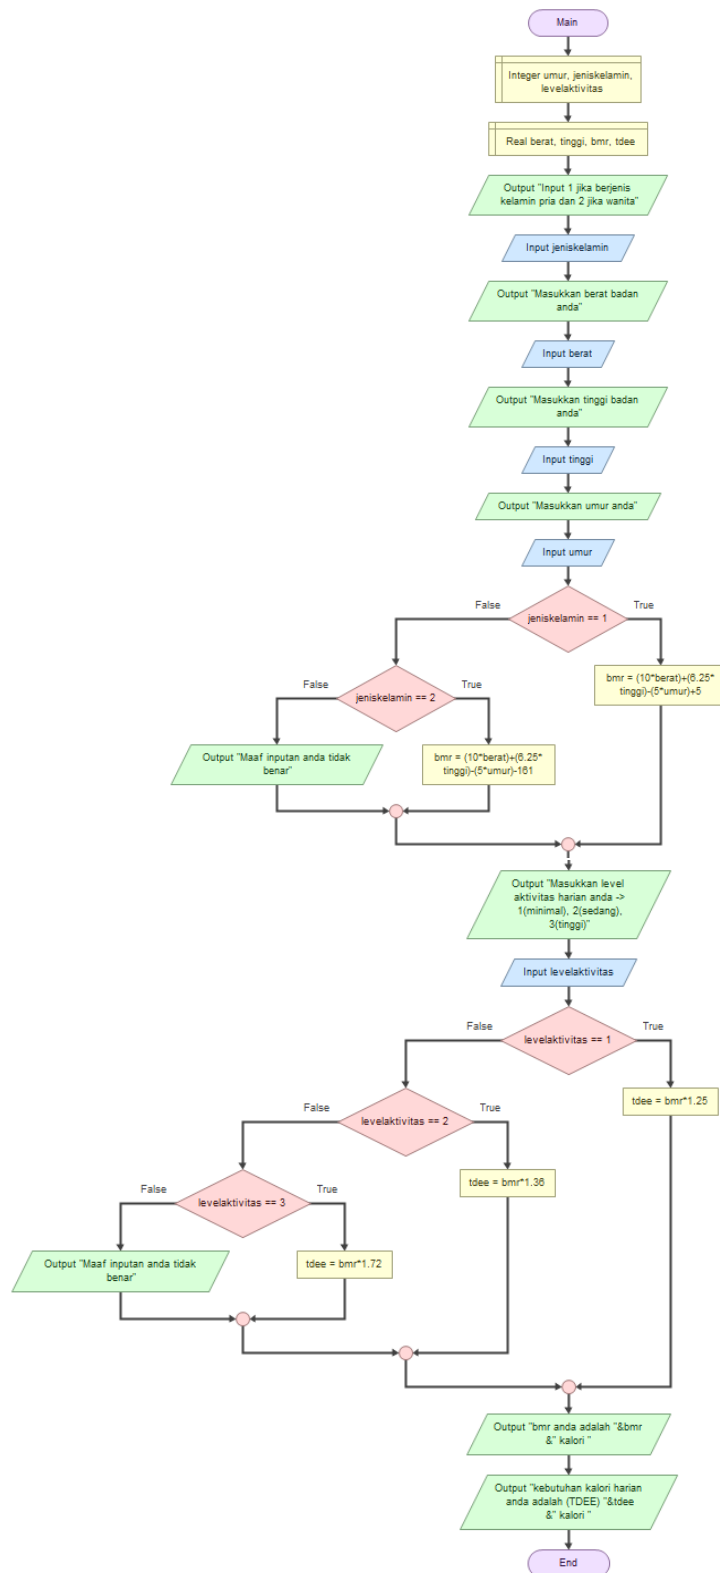 Main
Integer umur, jeniskelamin,
levelaktivitas
Real berat, tinggi, bmr, tdee
Output "Input 1 jika berjenis
kelamin pria dan 2 jika wanita"
Input jeniskelamin
Output "Masukkan berat badan
anda"
Input berat
Output "Masukkan tinggi badan
anda"
Input tinggi
Output "Masukkan umur anda"
Input umur
False
True
jeniskelamin == 1
bmr = (10*berat)+(6.25*
tinggi)-(5*umur)+5
False
True
jeniskelamin == 2
Output "Maaf inputan anda tidak
benar"
bmr = (10*berat)+(6.25*
tinggi)-(5*umur)-161
Output "Masukkan level
aktivitas harian anda ->
1(minimal), 2(sedang),
3(tinggi)"
Input levelaktivitas
False
True
levelaktivitas == 1
tdee = bmr*1.25
False
True
levelaktivitas == 2
tdee = bmr*1.36
False
True
levelaktivitas == 3
Output "Maaf inputan anda tidak
benar"
tdee = bmr*1.72
Output "bmr anda adalah "&bmr
&" kalori "
Output "kebutuhan kalori harian
anda adalah (TDEE) "&tdee
&" kalori "
End